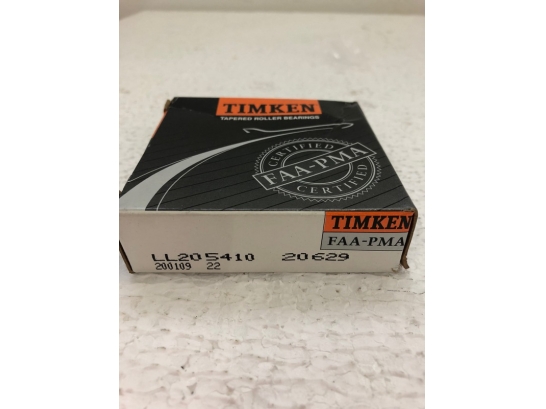 TIMKEN
TAPERED ROLLER BEARINGS
CERTIFIED
FAA-PMA
CERTIFIED
TIMKEN
FAA-PMA
LL205410 20629
200109 22